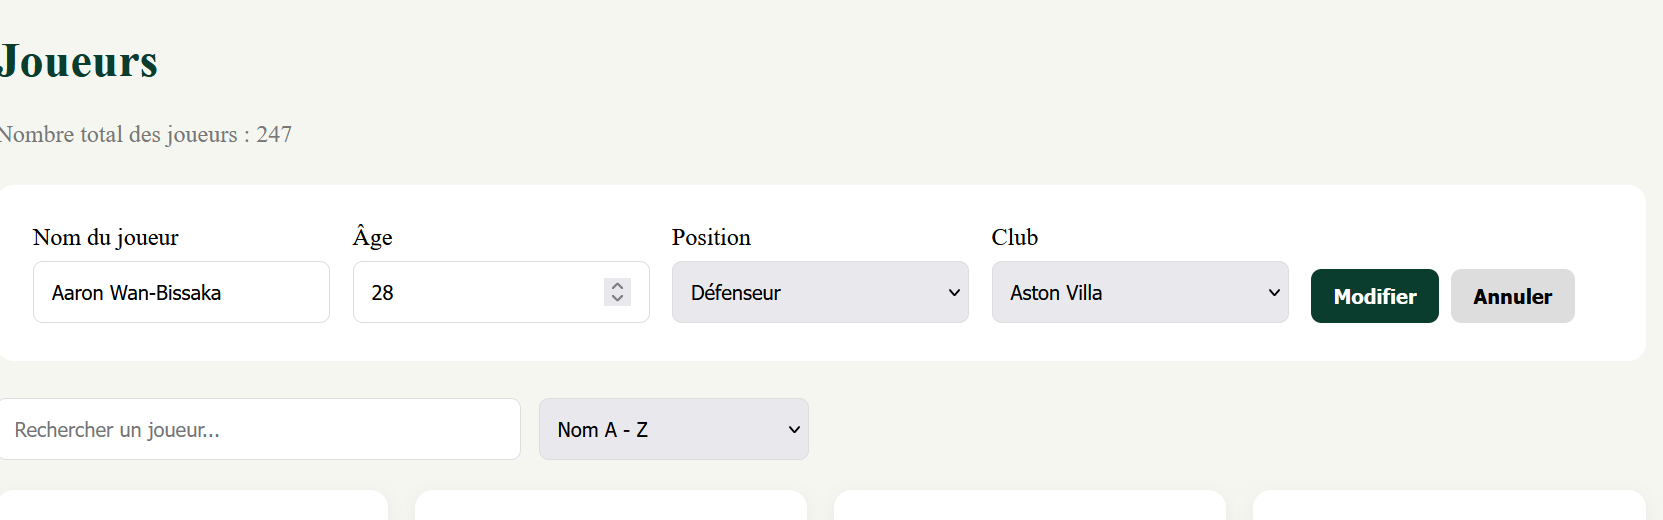 Joueurs
Nombre total des joueurs : 247
Nom du joueur Âge Position Club
Aaron Wan-Bissaka 28 Défenseur Aston Villa Modifier Annuler
Rechercher un joueur... Nom A - Z